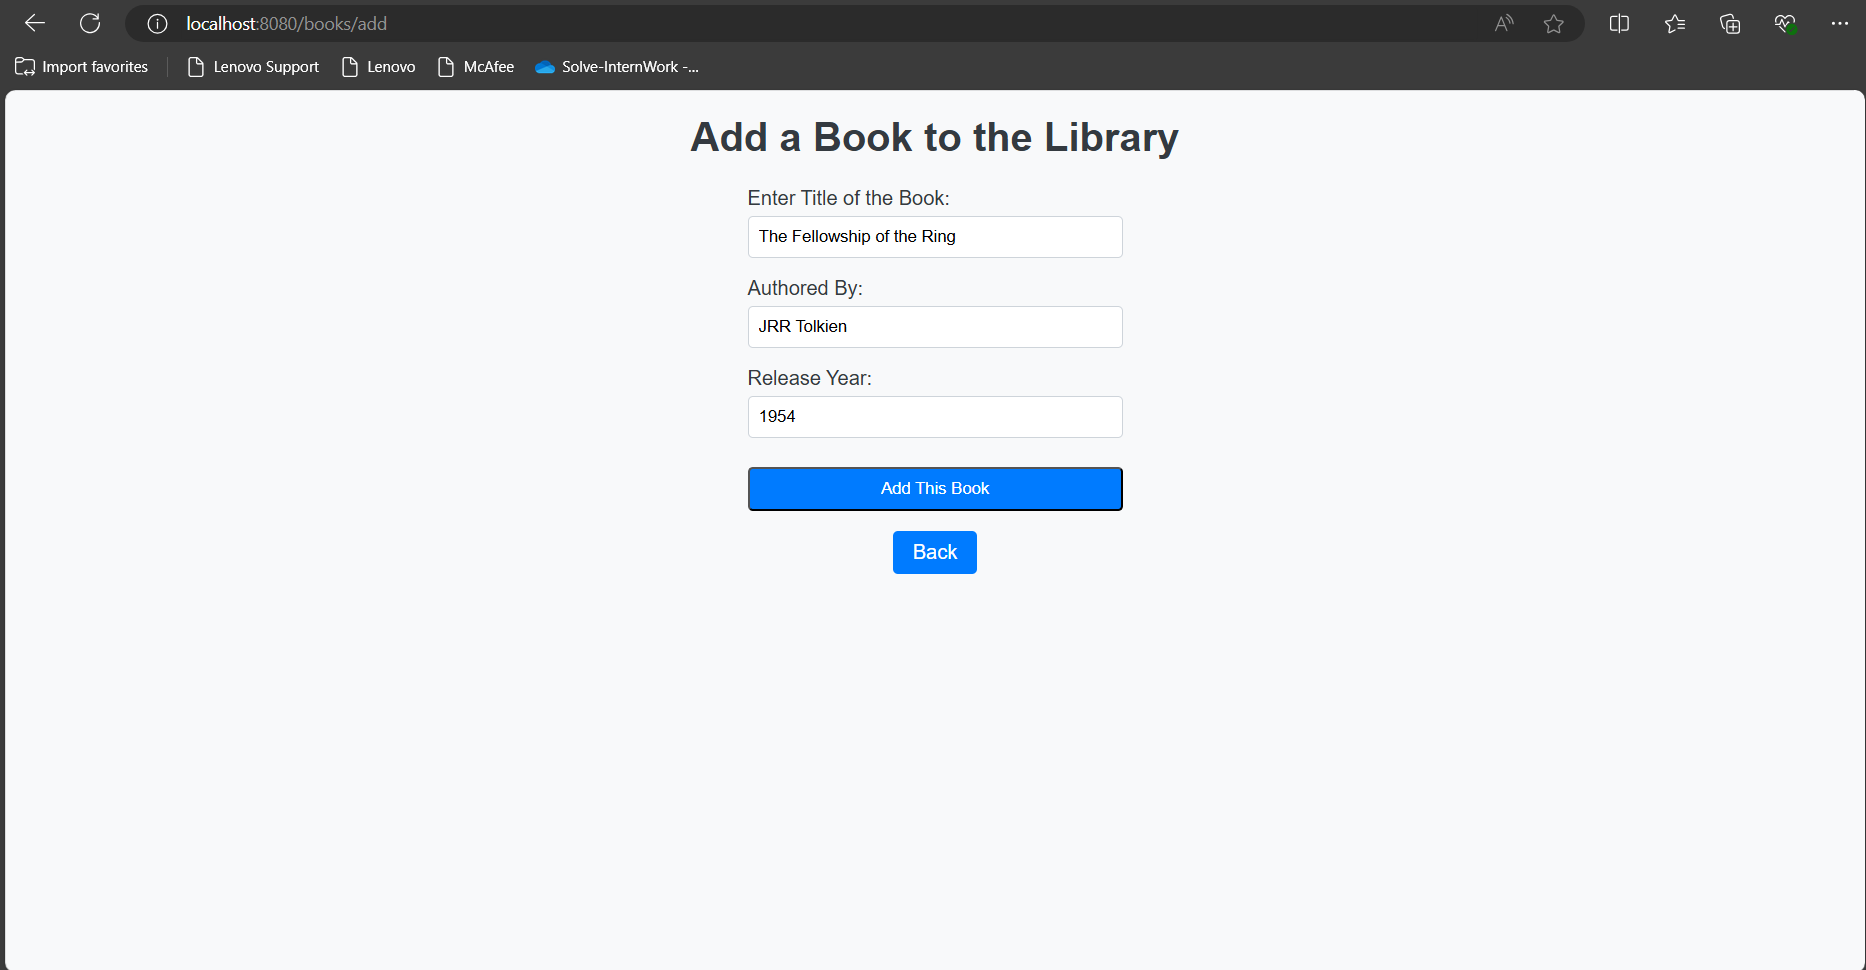 localhost:8080/books/add
Import favorites
Lenovo Support
Lenovo
McAfee
Solve-InternWork -...
Add a Book to the Library
Enter Title of the Book:
The Fellowship of the Ring
Authored By:
JRR Tolkien
Release Year:
1954
Add This Book
Back